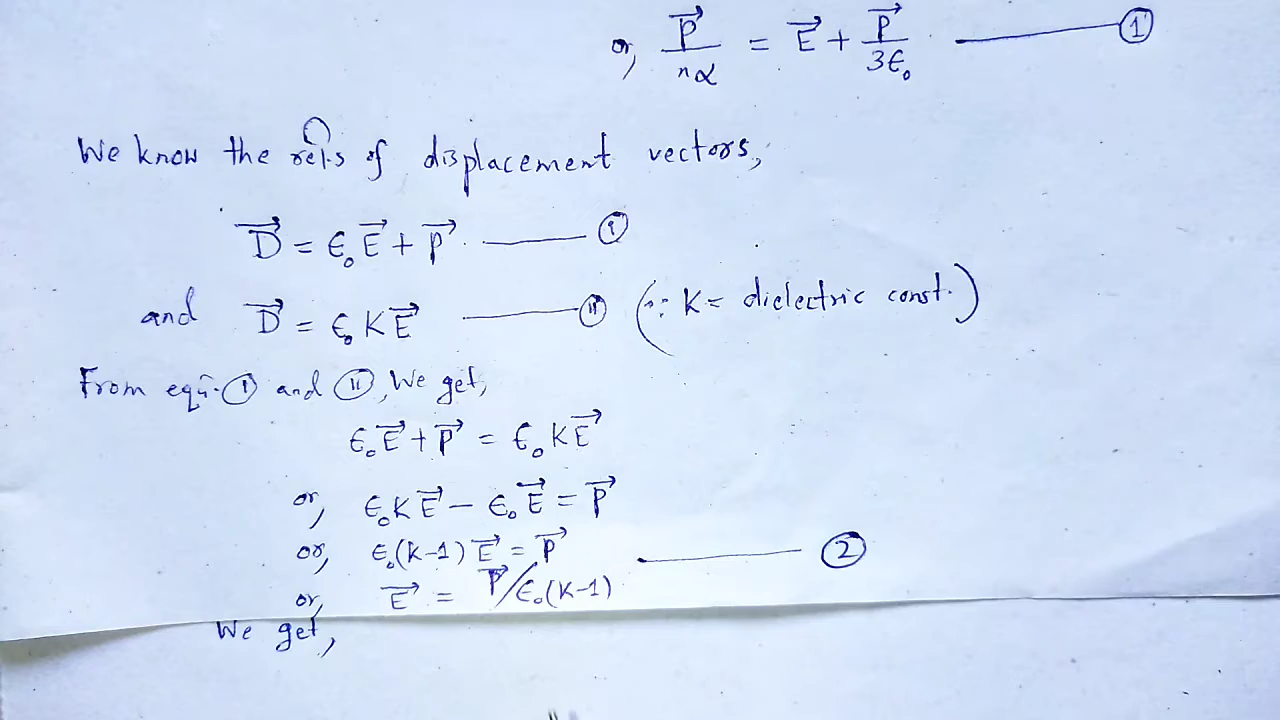 or, P⃗/nα = E⃗ + P⃗/3ϵ₀ —— ①
We know the rel.s of displacement vectors,
D⃗ = ϵ₀E⃗ + P⃗ —— Ⓘ
and D⃗ = ϵ₀KE⃗ —— Ⓘⅰ (∵ K = dielectric const.)
From eqn. Ⓘ and Ⓘⅰ, We get,
ϵ₀E⃗ + P⃗ = ϵ₀KE⃗
or, ϵ₀KE⃗ − ϵ₀E⃗ = P⃗
or, ϵ₀(K-1)E⃗ = P⃗ —— ②
or, E⃗ = P⃗/ϵ₀(K-1)
We get,